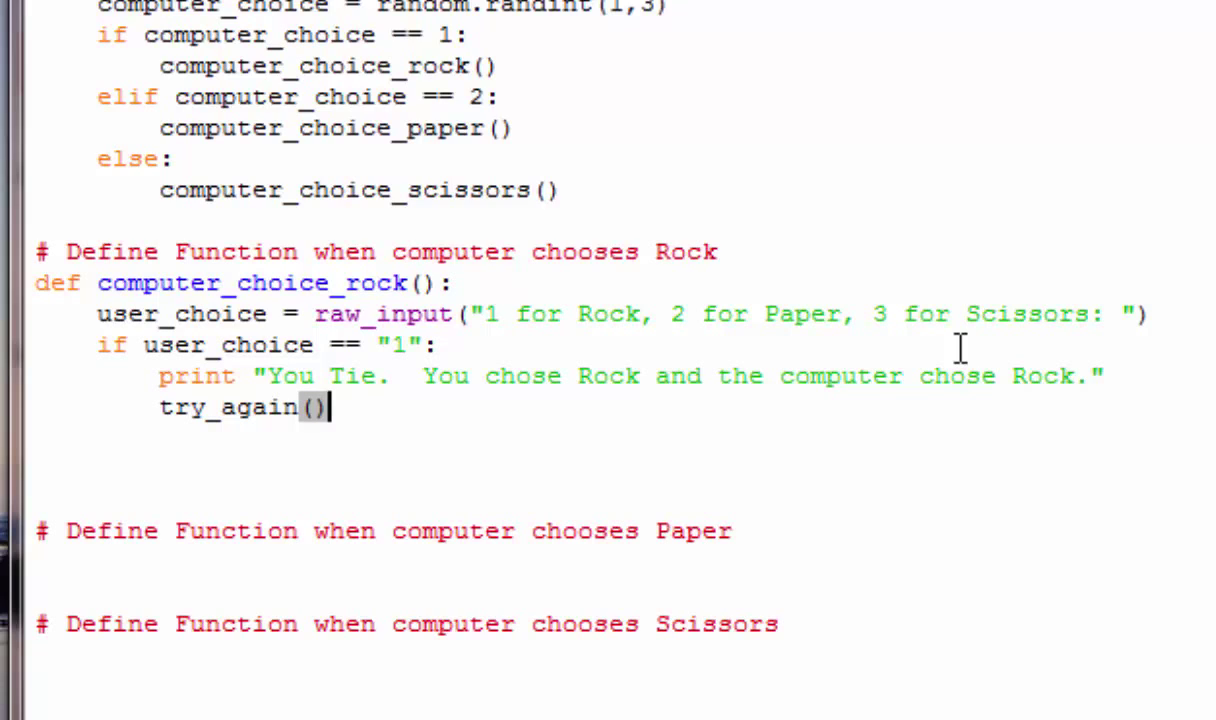 computer_choice = random.randint(1,3)
if computer_choice == 1:
computer_choice_rock()
elif computer_choice == 2:
computer_choice_paper()
else:
computer_choice_scissors()
# Define Function when computer chooses Rock
def computer_choice_rock():
user_choice = raw_input("1 for Rock, 2 for Paper, 3 for Scissors: ")
if user_choice == "1":
print "You Tie.  You chose Rock and the computer chose Rock."
try_again()
# Define Function when computer chooses Paper
# Define Function when computer chooses Scissors